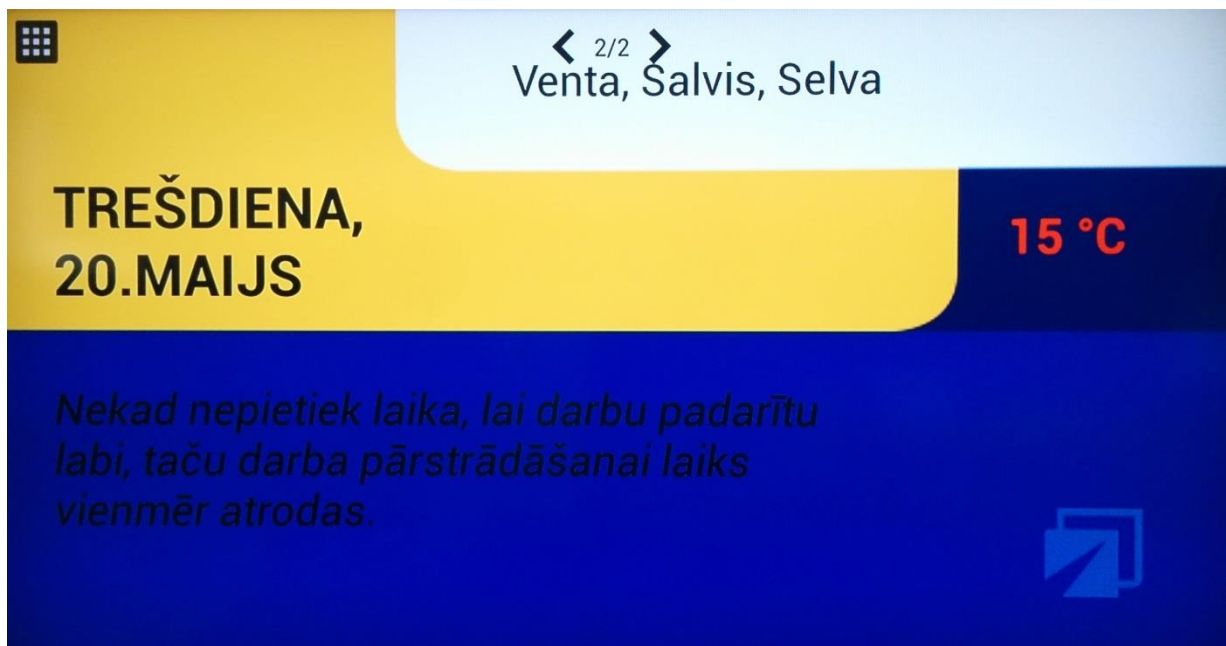 2/2
Venta, Salvis, Selva
TREŠDIENA,
20.MAIJS
15 °C
Nekad nepietiek laika, lai darbu padarītu
labi, taču darba pārstrādāšanai laiks
vienmēr atrodas.